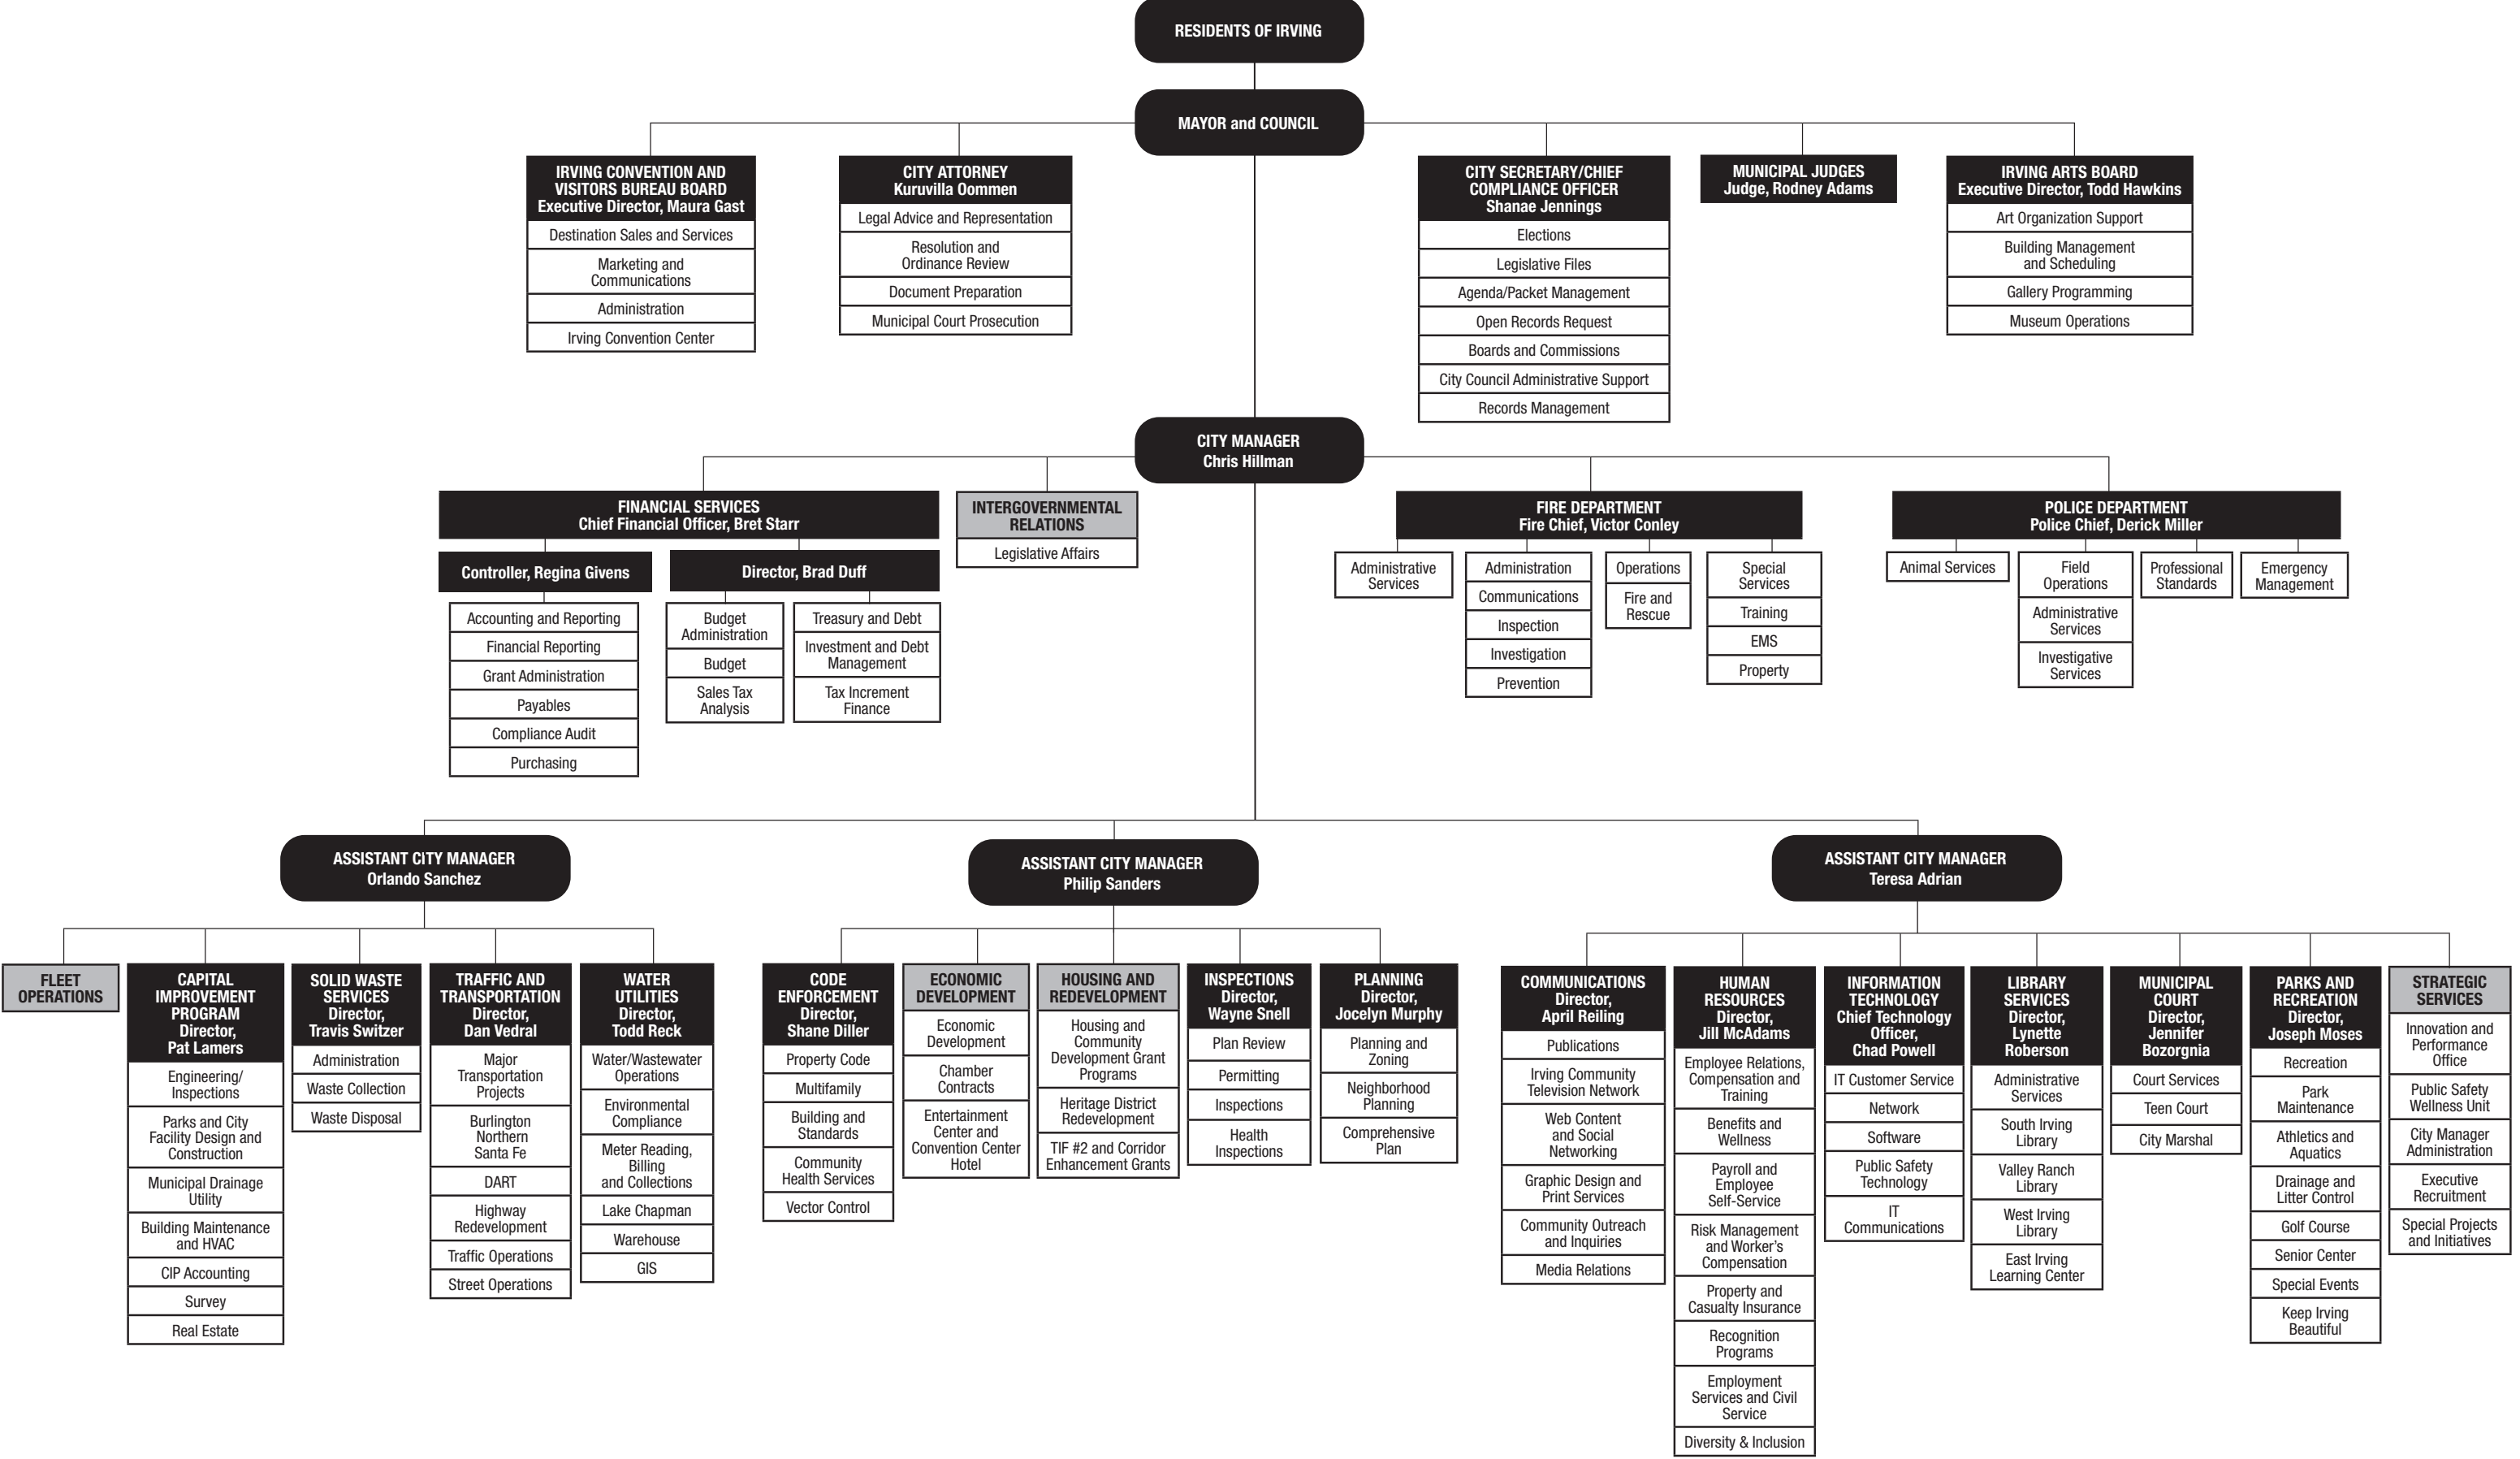 RESIDENTS OF IRVING
MAYOR and COUNCIL
IRVING CONVENTION AND
VISITORS BUREAU BOARD
Executive Director, Maura Gast
Destination Sales and Services
Marketing and
Communications
Administration
Irving Convention Center
CITY ATTORNEY
Kuruvilla Oommen
Legal Advice and Representation
Resolution and
Ordinance Review
Document Preparation
Municipal Court Prosecution
CITY SECRETARY/CHIEF
COMPLIANCE OFFICER
Shanae Jennings
Elections
Legislative Files
Agenda/Packet Management
Open Records Request
Boards and Commissions
City Council Administrative Support
Records Management
MUNICIPAL JUDGES
Judge, Rodney Adams
IRVING ARTS BOARD
Executive Director, Todd Hawkins
Art Organization Support
Building Management
and Scheduling
Gallery Programming
Museum Operations
CITY MANAGER
Chris Hillman
FINANCIAL SERVICES
Chief Financial Officer, Bret Starr
Controller, Regina Givens
Accounting and Reporting
Financial Reporting
Grant Administration
Payables
Compliance Audit
Purchasing
Director, Brad Duff
Budget
Administration
Budget
Sales Tax
Analysis
Treasury and Debt
Investment and Debt
Management
Tax Increment
Finance
INTERGOVERNMENTAL
RELATIONS
Legislative Affairs
FIRE DEPARTMENT
Fire Chief, Victor Conley
Administrative
Services
Administration
Communications
Inspection
Investigation
Prevention
Operations
Fire and
Rescue
Special
Services
Training
EMS
Property
POLICE DEPARTMENT
Police Chief, Derick Miller
Animal Services
Field
Operations
Administrative
Services
Investigative
Services
Professional
Standards
Emergency
Management
ASSISTANT CITY MANAGER
Orlando Sanchez
FLEET
OPERATIONS
CAPITAL
IMPROVEMENT
PROGRAM
Director,
Pat Lamers
Engineering/
Inspections
Parks and City
Facility Design and
Construction
Municipal Drainage
Utility
Building Maintenance
and HVAC
CIP Accounting
Survey
Real Estate
SOLID WASTE
SERVICES
Director,
Travis Switzer
Administration
Waste Collection
Waste Disposal
TRAFFIC AND
TRANSPORTATION
Director,
Dan Vedral
Major
Transportation
Projects
Burlington
Northern
Santa Fe
DART
Highway
Redevelopment
Traffic Operations
Street Operations
WATER
UTILITIES
Director,
Todd Reck
Water/Wastewater
Operations
Environmental
Compliance
Meter Reading,
Billing
and Collections
Lake Chapman
Warehouse
GIS
ASSISTANT CITY MANAGER
Philip Sanders
CODE
ENFORCEMENT
Director,
Shane Diller
Property Code
Multifamily
Building and
Standards
Community
Health Services
Vector Control
ECONOMIC
DEVELOPMENT
Economic
Development
Chamber
Contracts
Entertainment
Center and
Convention Center
Hotel
HOUSING AND
REDEVELOPMENT
Housing and
Community
Development Grant
Programs
Heritage District
Redevelopment
TIF #2 and Corridor
Enhancement Grants
INSPECTIONS
Director,
Wayne Snell
Plan Review
Permitting
Inspections
Health
Inspections
PLANNING
Director,
Jocelyn Murphy
Planning and
Zoning
Neighborhood
Planning
Comprehensive
Plan
ASSISTANT CITY MANAGER
Teresa Adrian
COMMUNICATIONS
Director,
April Reiling
Publications
Irving Community
Television Network
Web Content
and Social
Networking
Graphic Design and
Print Services
Community Outreach
and Inquiries
Media Relations
HUMAN
RESOURCES
Director,
Jill McAdams
Employee Relations,
Compensation and
Training
Benefits and
Wellness
Payroll and
Employee
Self-Service
Risk Management
and Worker's
Compensation
Property and
Casualty Insurance
Recognition
Programs
Employment
Services and Civil
Service
Diversity & Inclusion
INFORMATION
TECHNOLOGY
Chief Technology
Officer,
Chad Powell
IT Customer Service
Network
Software
Public Safety
Technology
IT
Communications
LIBRARY
SERVICES
Director,
Lynette
Roberson
Administrative
Services
South Irving
Library
Valley Ranch
Library
West Irving
Library
East Irving
Learning Center
MUNICIPAL
COURT
Director,
Jennifer
Bozorgnia
Court Services
Teen Court
City Marshal
PARKS AND
RECREATION
Director,
Joseph Moses
Recreation
Park
Maintenance
Athletics and
Aquatics
Drainage and
Litter Control
Golf Course
Senior Center
Special Events
Keep Irving
Beautiful
STRATEGIC
SERVICES
Innovation and
Performance
Office
Public Safety
Wellness Unit
City Manager
Administration
Executive
Recruitment
Special Projects
and Initiatives